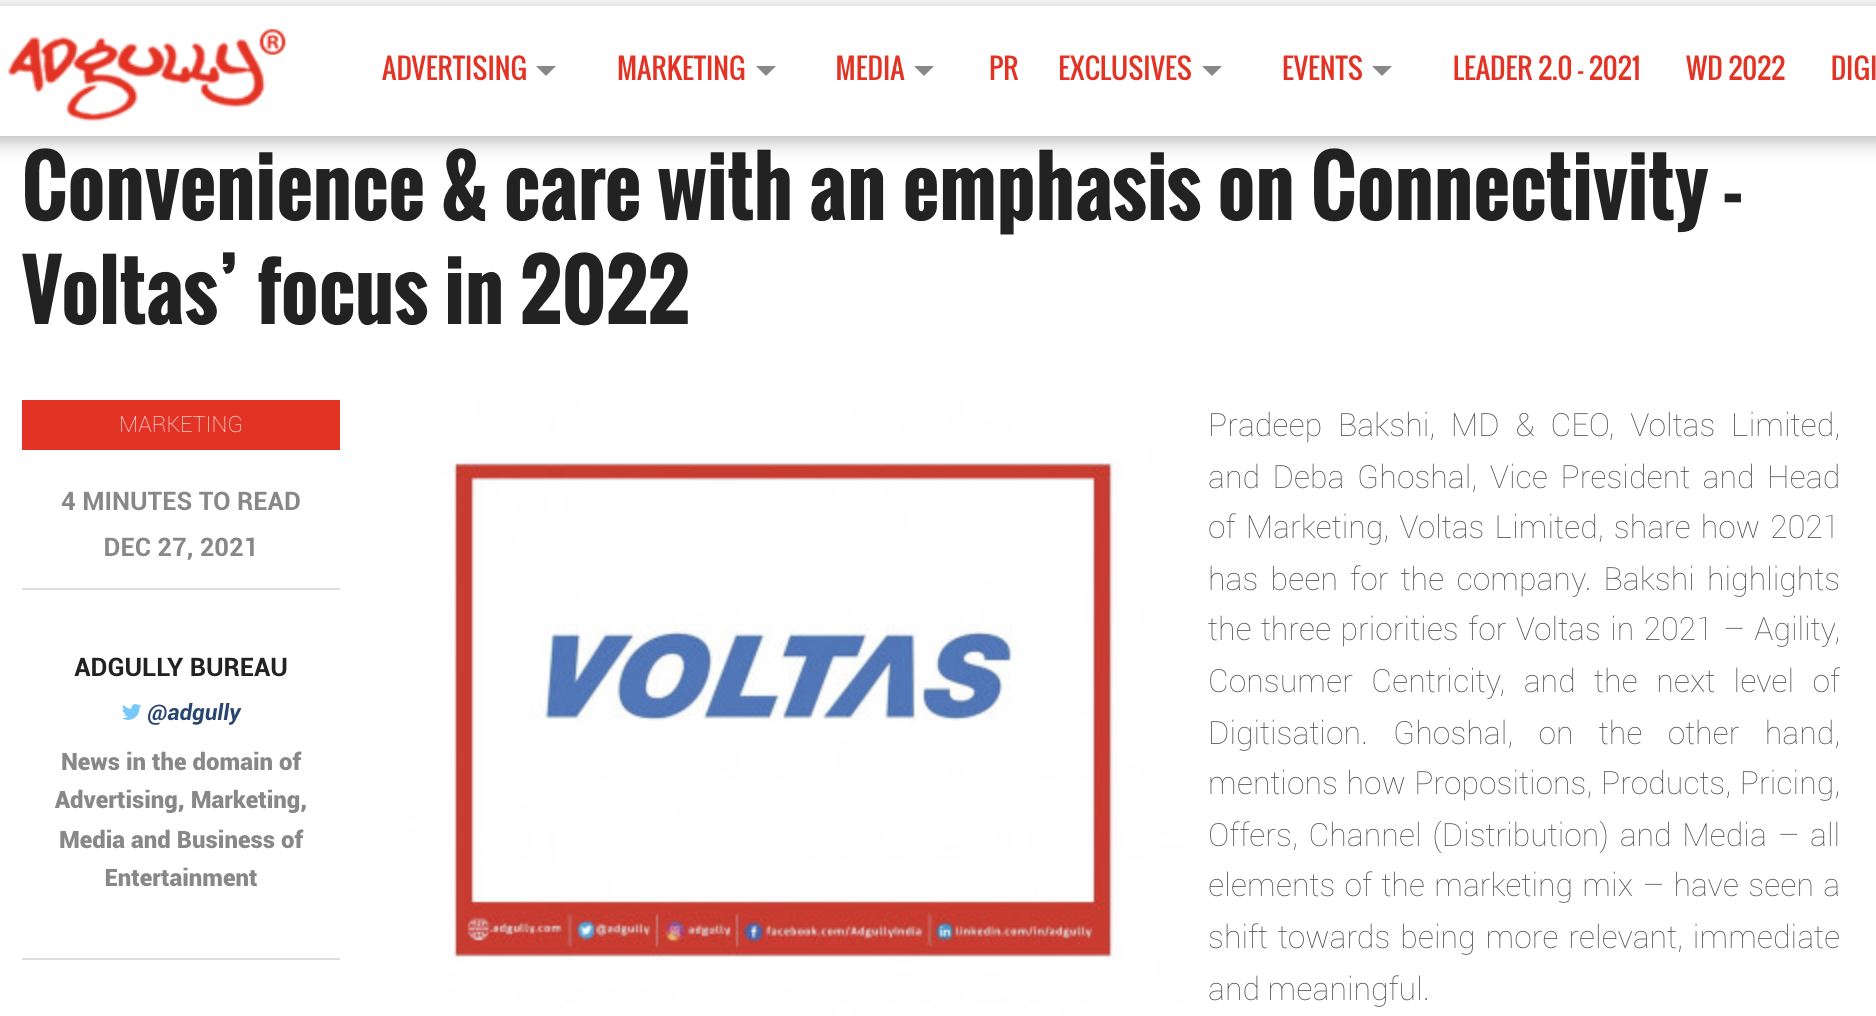 ADGULLY®
ADVERTISING
MARKETING
MEDIA
PR
EXCLUSIVES
EVENTS
LEADER 2.0 - 2021
WD 2022
DIGI
Convenience & care with an emphasis on Connectivity -
Voltas’ focus in 2022
MARKETING
4 MINUTES TO READ
DEC 27, 2021
ADGULLY BUREAU
@adgully
News in the domain of
Advertising, Marketing,
Media and Business of
Entertainment
VOLTAS
.adgully.com
@adgully
adgully
facebook.com/AdgullyIndia
linkedin.com/in/adgully
Pradeep Bakshi, MD & CEO, Voltas Limited,
and Deba Ghoshal, Vice President and Head
of Marketing, Voltas Limited, share how 2021
has been for the company. Bakshi highlights
the three priorities for Voltas in 2021 – Agility,
Consumer Centricity, and the next level of
Digitisation. Ghoshal, on the other hand,
mentions how Propositions, Products, Pricing,
Offers, Channel (Distribution) and Media – all
elements of the marketing mix – have seen a
shift towards being more relevant, immediate
and meaningful.